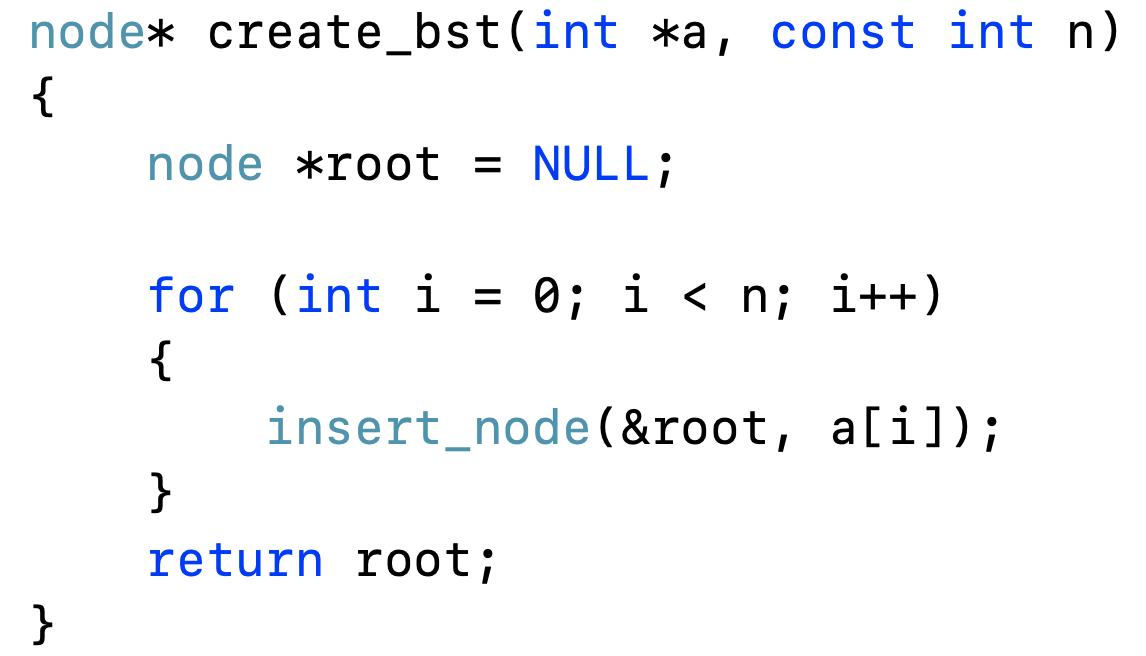 node* create_bst(int *a, const int n)
{
    node *root = NULL;

    for (int i = 0; i < n; i++)
    {
        insert_node(&root, a[i]);
    }
    return root;
}